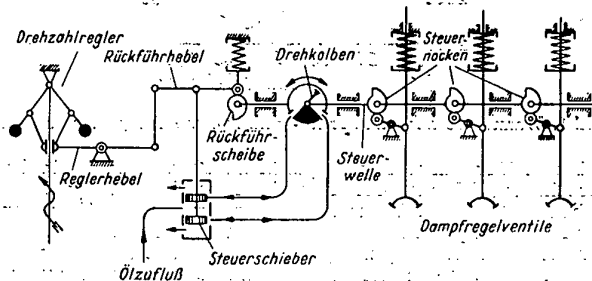 Drehzahlregler
Rückführhebel
Drehkolben
Steuer-
nocken
Rückführ-
scheibe
Steuer-
welle
Reglerhebel
Dampfregelventile
Steuerschieber
Ölzufluß